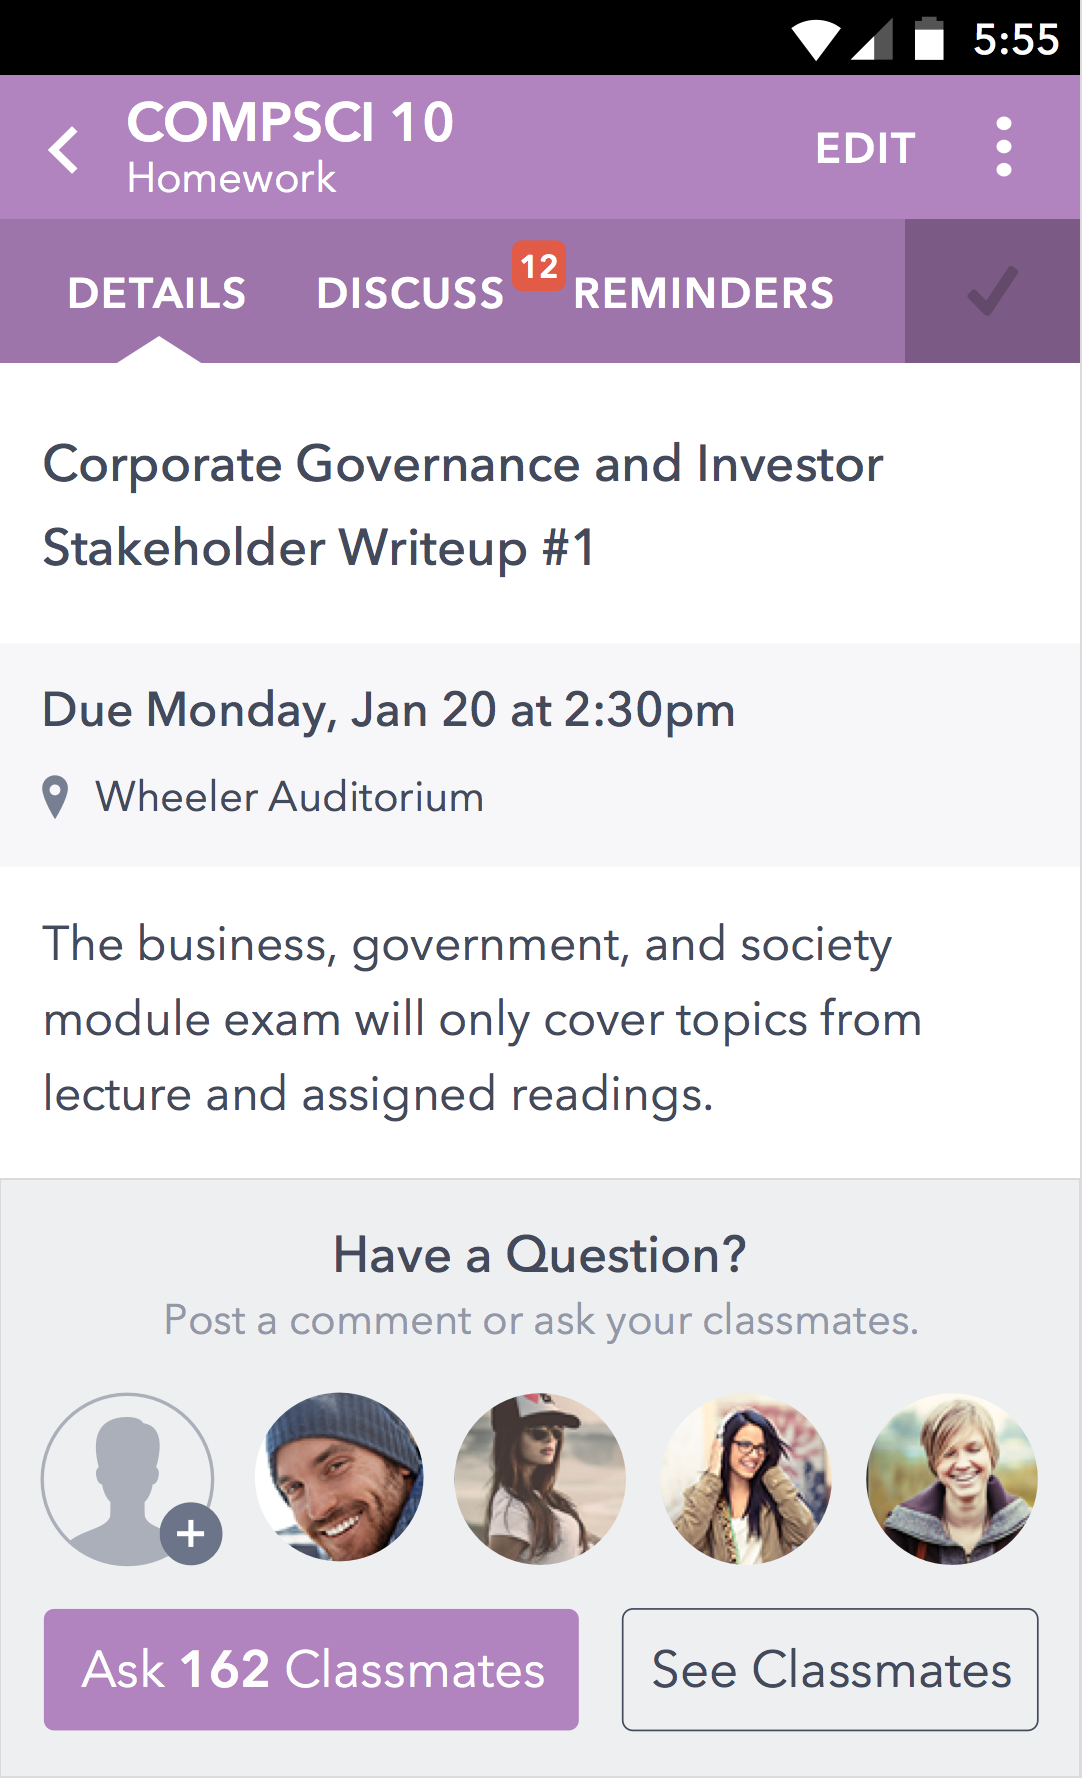 5:55
COMPSCI 10
Homework
EDIT
DETAILS
DISCUSS
12
REMINDERS
Corporate Governance and Investor
Stakeholder Writeup #1
Due Monday, Jan 20 at 2:30pm
Wheeler Auditorium
The business, government, and society
module exam will only cover topics from
lecture and assigned readings.
Have a Question?
Post a comment or ask your classmates.
Ask 162 Classmates
See Classmates